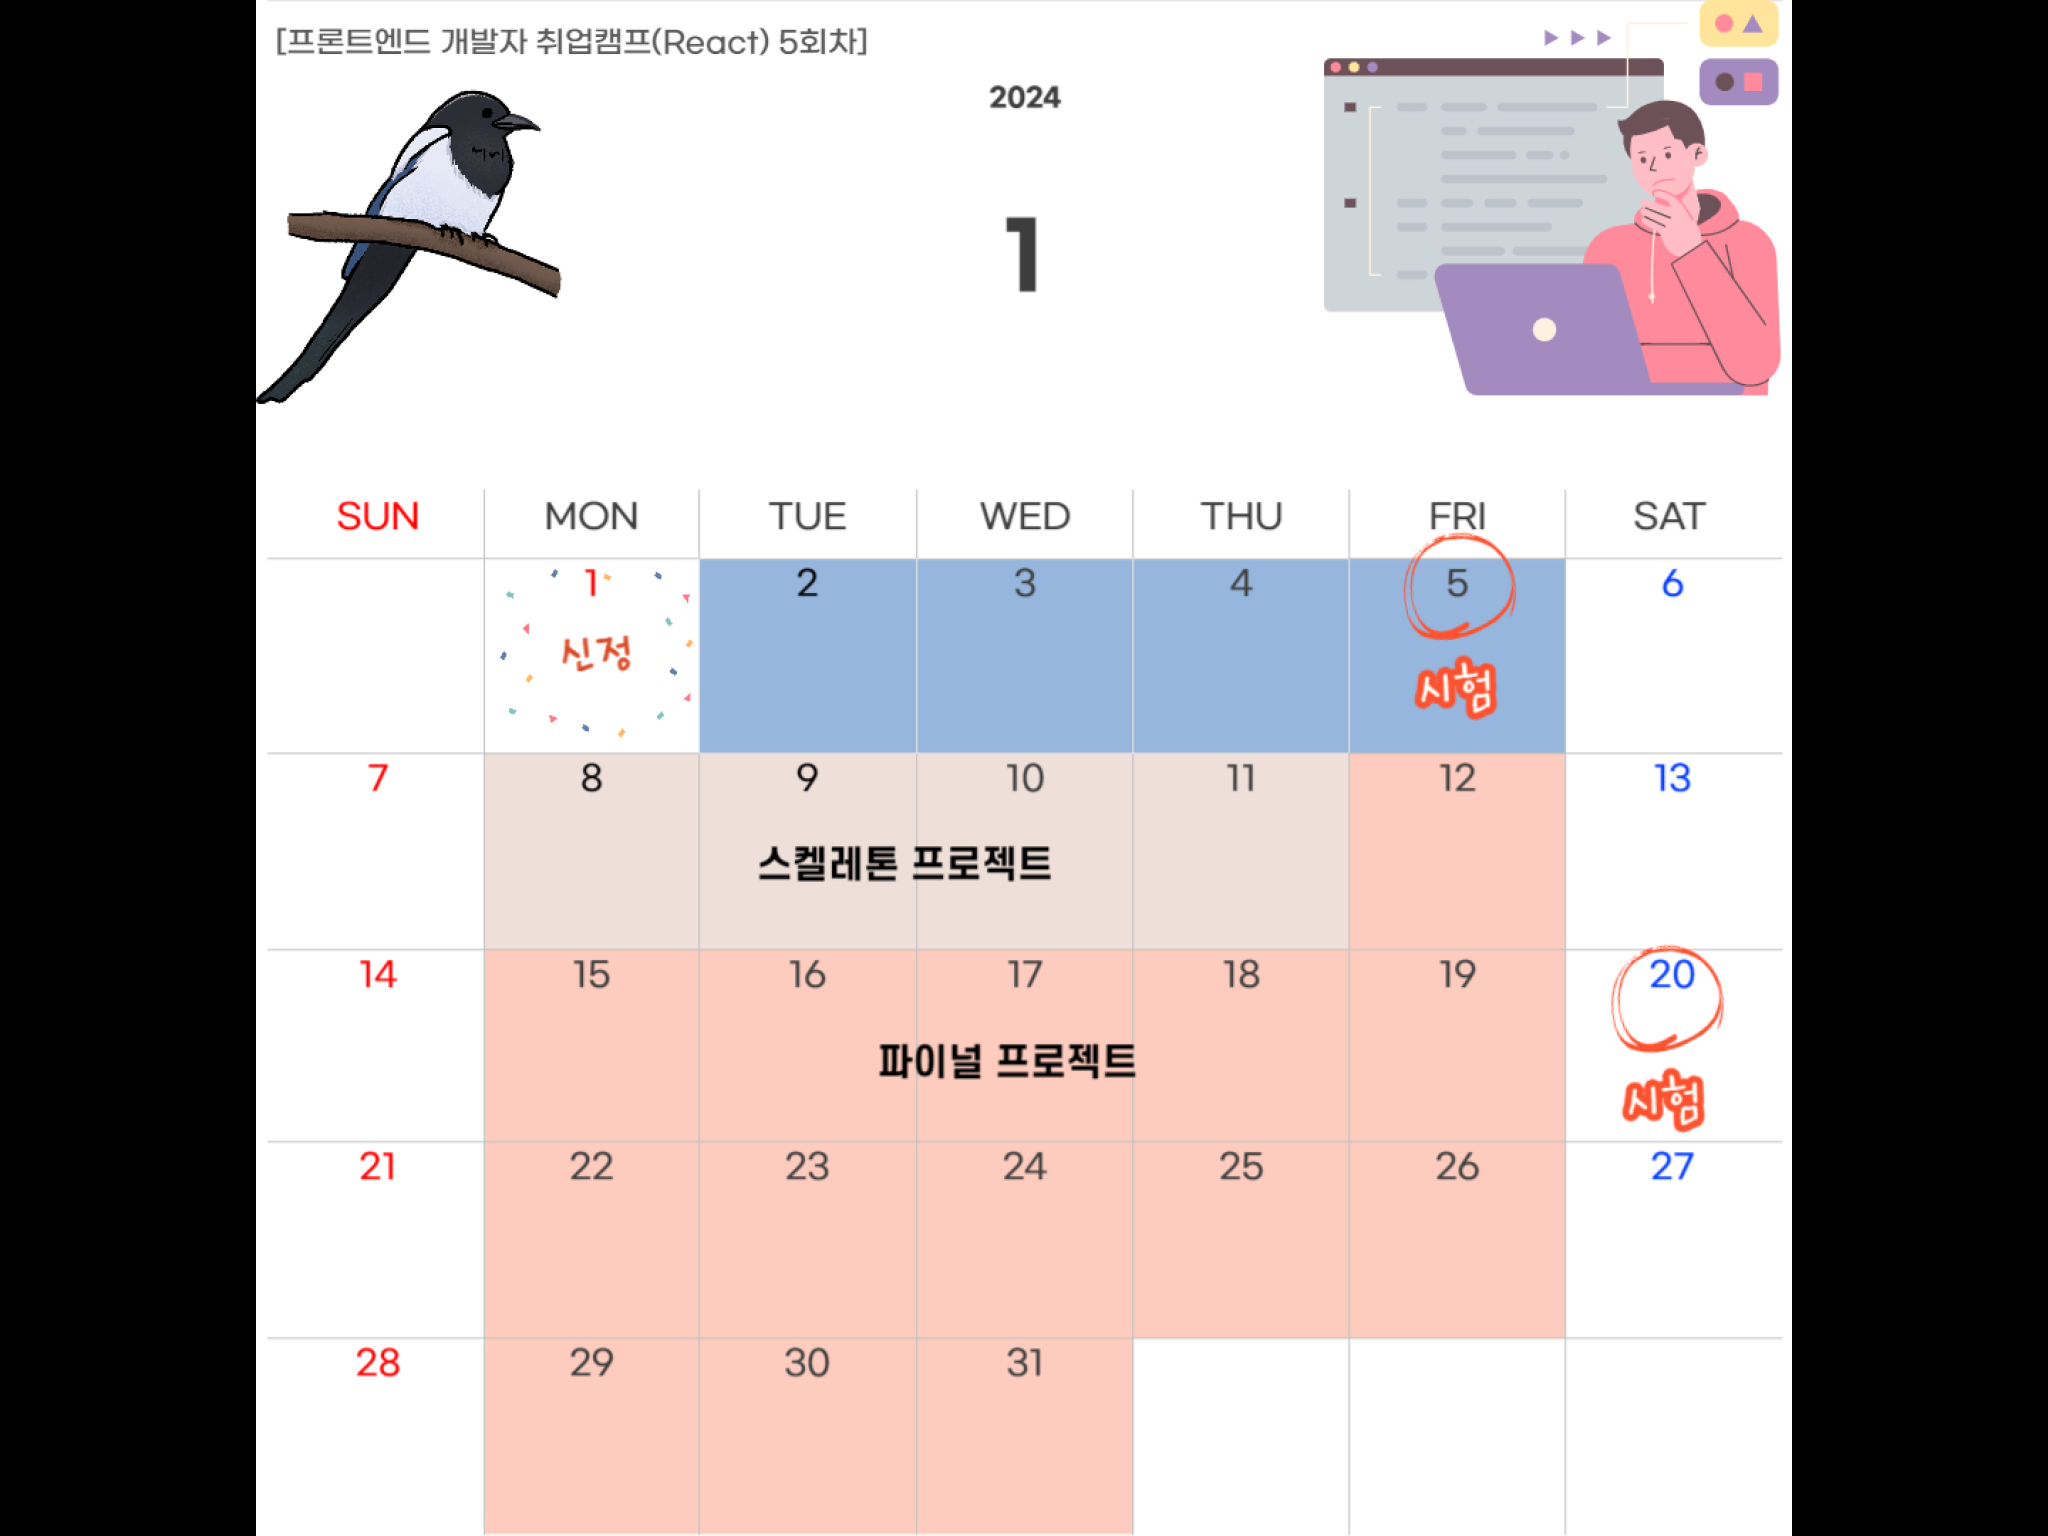 [프론트엔드 개발자 취업캠프(React) 5회차]
2024
1
SUN MON TUE WED THU FRI SAT
1 2 3 4 5 6
신정
시험
7 8 9 10 11 12 13
스켈레톤 프로젝트
14 15 16 17 18 19 20
파이널 프로젝트
시험
21 22 23 24 25 26 27
28 29 30 31